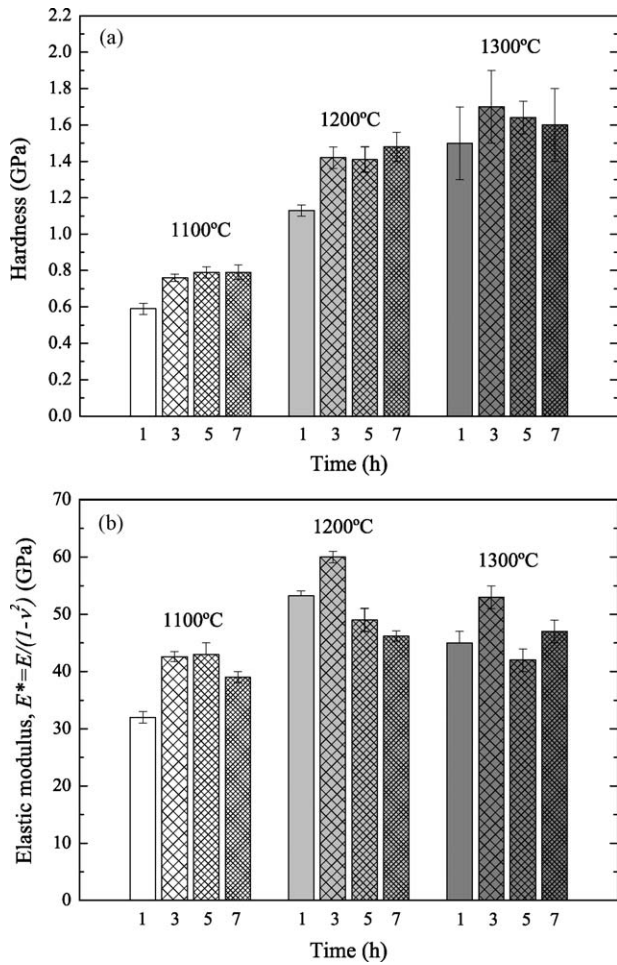 (a)
Hardness (GPa)
2.2
2.0
1.8
1.6
1.4
1.2
1.0
0.8
0.6
0.4
0.2
0.0
1100ºC
1200ºC
1300ºC
1 3 5 7 1 3 5 7 1 3 5 7
Time (h)
(b)
Elastic modulus, E*=E/(1-ν²) (GPa)
70
60
50
40
30
20
10
0
1100ºC
1200ºC
1300ºC
1 3 5 7 1 3 5 7 1 3 5 7
Time (h)